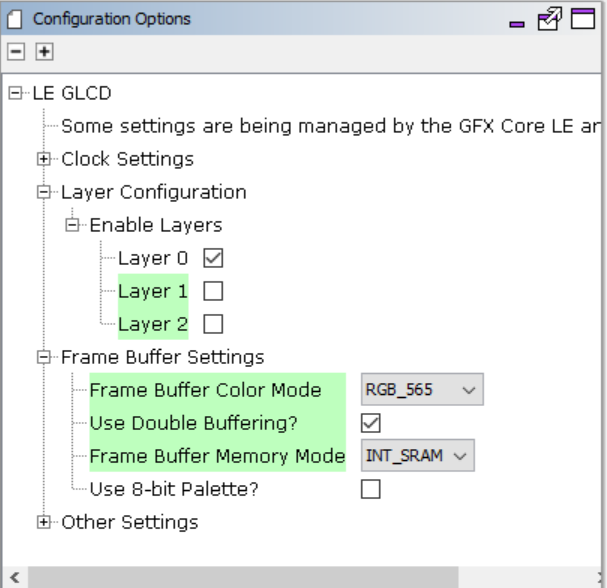 Configuration Options
LE GLCD
Some settings are being managed by the GFX Core LE ar
Clock Settings
Layer Configuration
Enable Layers
Layer 0
Layer 1
Layer 2
Frame Buffer Settings
Frame Buffer Color Mode RGB_565
Use Double Buffering?
Frame Buffer Memory Mode INT_SRAM
Use 8-bit Palette?
Other Settings